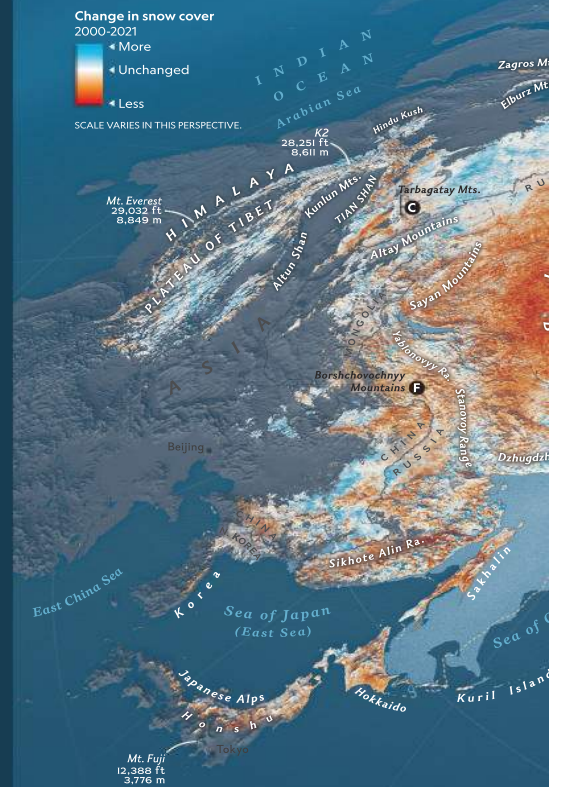 Change in snow cover
2000-2021
More
Unchanged
Less
SCALE VARIES IN THIS PERSPECTIVE.
INDIAN
OCEAN
Arabian Sea
Zagros M
Elburz Mt
Hindu Kush
K2
28,251 ft
8,611 m
HIMALAYA
Kunlun Mts.
TIAN SHAN
Tarbagatay Mts.
C
RU
Mt. Everest
29,032 ft
8,849 m
PLATEAU OF TIBET
Altun Shan
Altay Mountains
Sayan Mountains
MONGOLIA
ASIA
Yablonovyy Ra.
Borshchovochnyy
Mountains
F
Stanovoy Range
CHINA
RUSSIA
Beijing
Dzhugdzh
CHINA
KOREA
Sikhote Alin Ra.
Sakhalin
East China Sea
Korea
Sea of Japan
(East Sea)
Sea of
Kuril Island
Japanese Alps
Honshu
Hokkaido
Tokyo
Mt. Fuji
12,388 ft
3,776 m